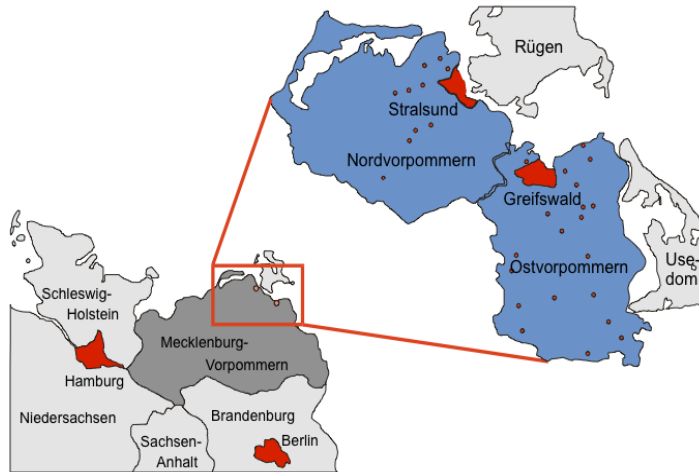 Rügen
Stralsund
Nordvorpommern
Greifswald
Use-
dom
Ostvorpommern
Schleswig-
Holstein
Mecklenburg-
Vorpommern
Hamburg
Niedersachsen
Brandenburg
Sachsen-
Anhalt
Berlin